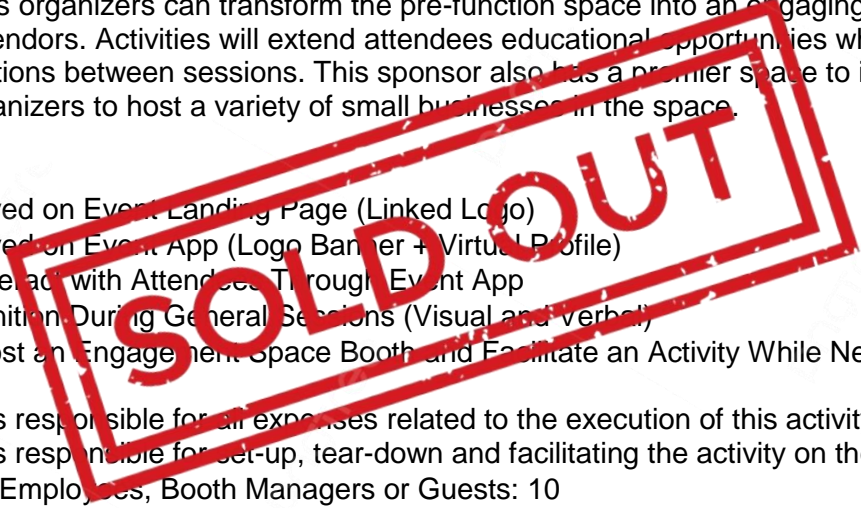 s organizers can transform the pre-function space into an engaging
endors. Activities will extend attendees educational opportunities wh
tions between sessions. This sponsor also has a premier space to i
anizers to host a variety of small businesses in the space.
ed on Event Landing Page (Linked Logo)
ed on Event App (Logo Banner + Virtual Profile)
eract with Attendees Through Event App
nition During General Sessions (Visual and Verbal)
ost an Engagement Space Booth and Facilitate an Activity While Ne
SOLD OUT
s responsible for all expenses related to the execution of this activit
s responsible for set-up, tear-down and facilitating the activity on the
Employees, Booth Managers or Guests: 10